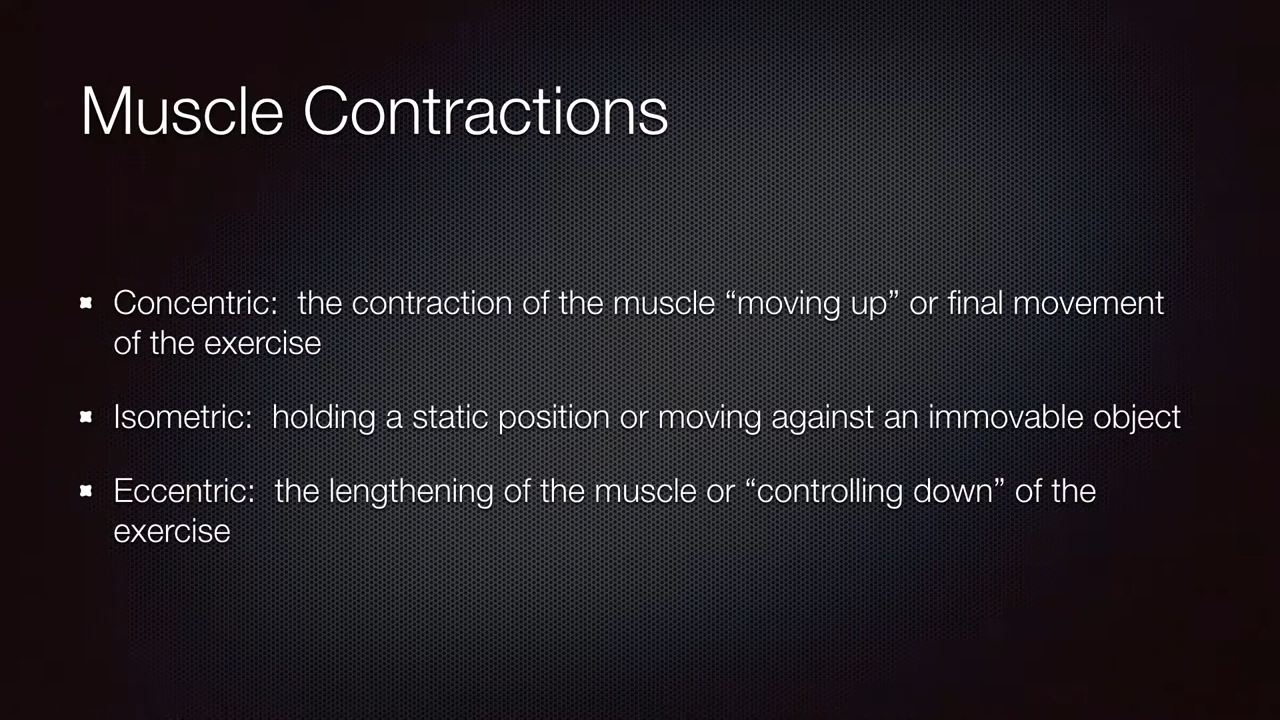 Muscle Contractions
Concentric:  the contraction of the muscle “moving up” or final movement
of the exercise
Isometric:  holding a static position or moving against an immovable object
Eccentric:  the lengthening of the muscle or “controlling down” of the
exercise